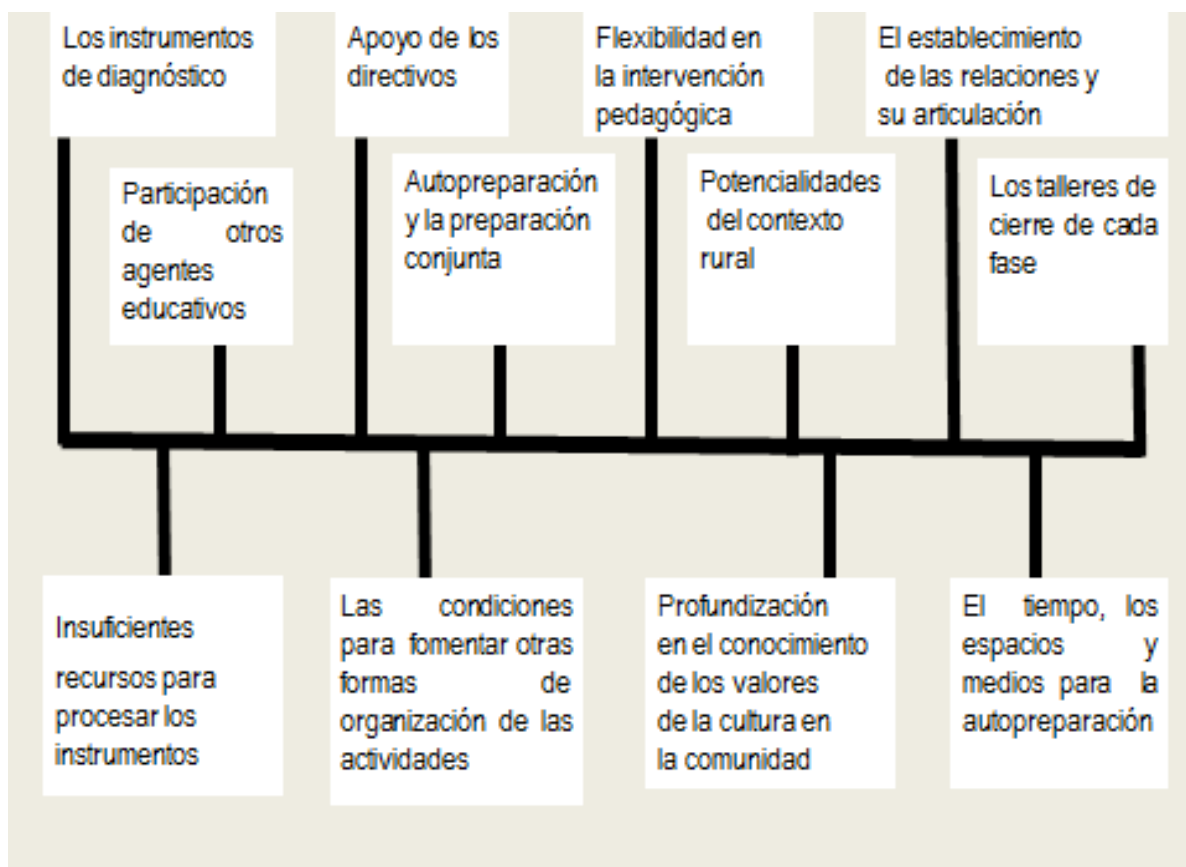 Los instrumentos
de diagnóstico
Apoyo de los
directivos
Flexibilidad en
la intervención
pedagógica
El establecimiento
de las relaciones y
su articulación
Participación
de otros
agentes
educativos
Autopreparación
y la preparación
conjunta
Potencialidades
del contexto
rural
Los talleres de
cierre de cada
fase
Insuficientes
recursos para
procesar los
instrumentos
Las condiciones
para fomentar otras
formas de
organización de las
actividades
Profundización
en el conocimiento
de los valores
de la cultura en
la comunidad
El tiempo, los
espacios y
medios para la
autopreparación